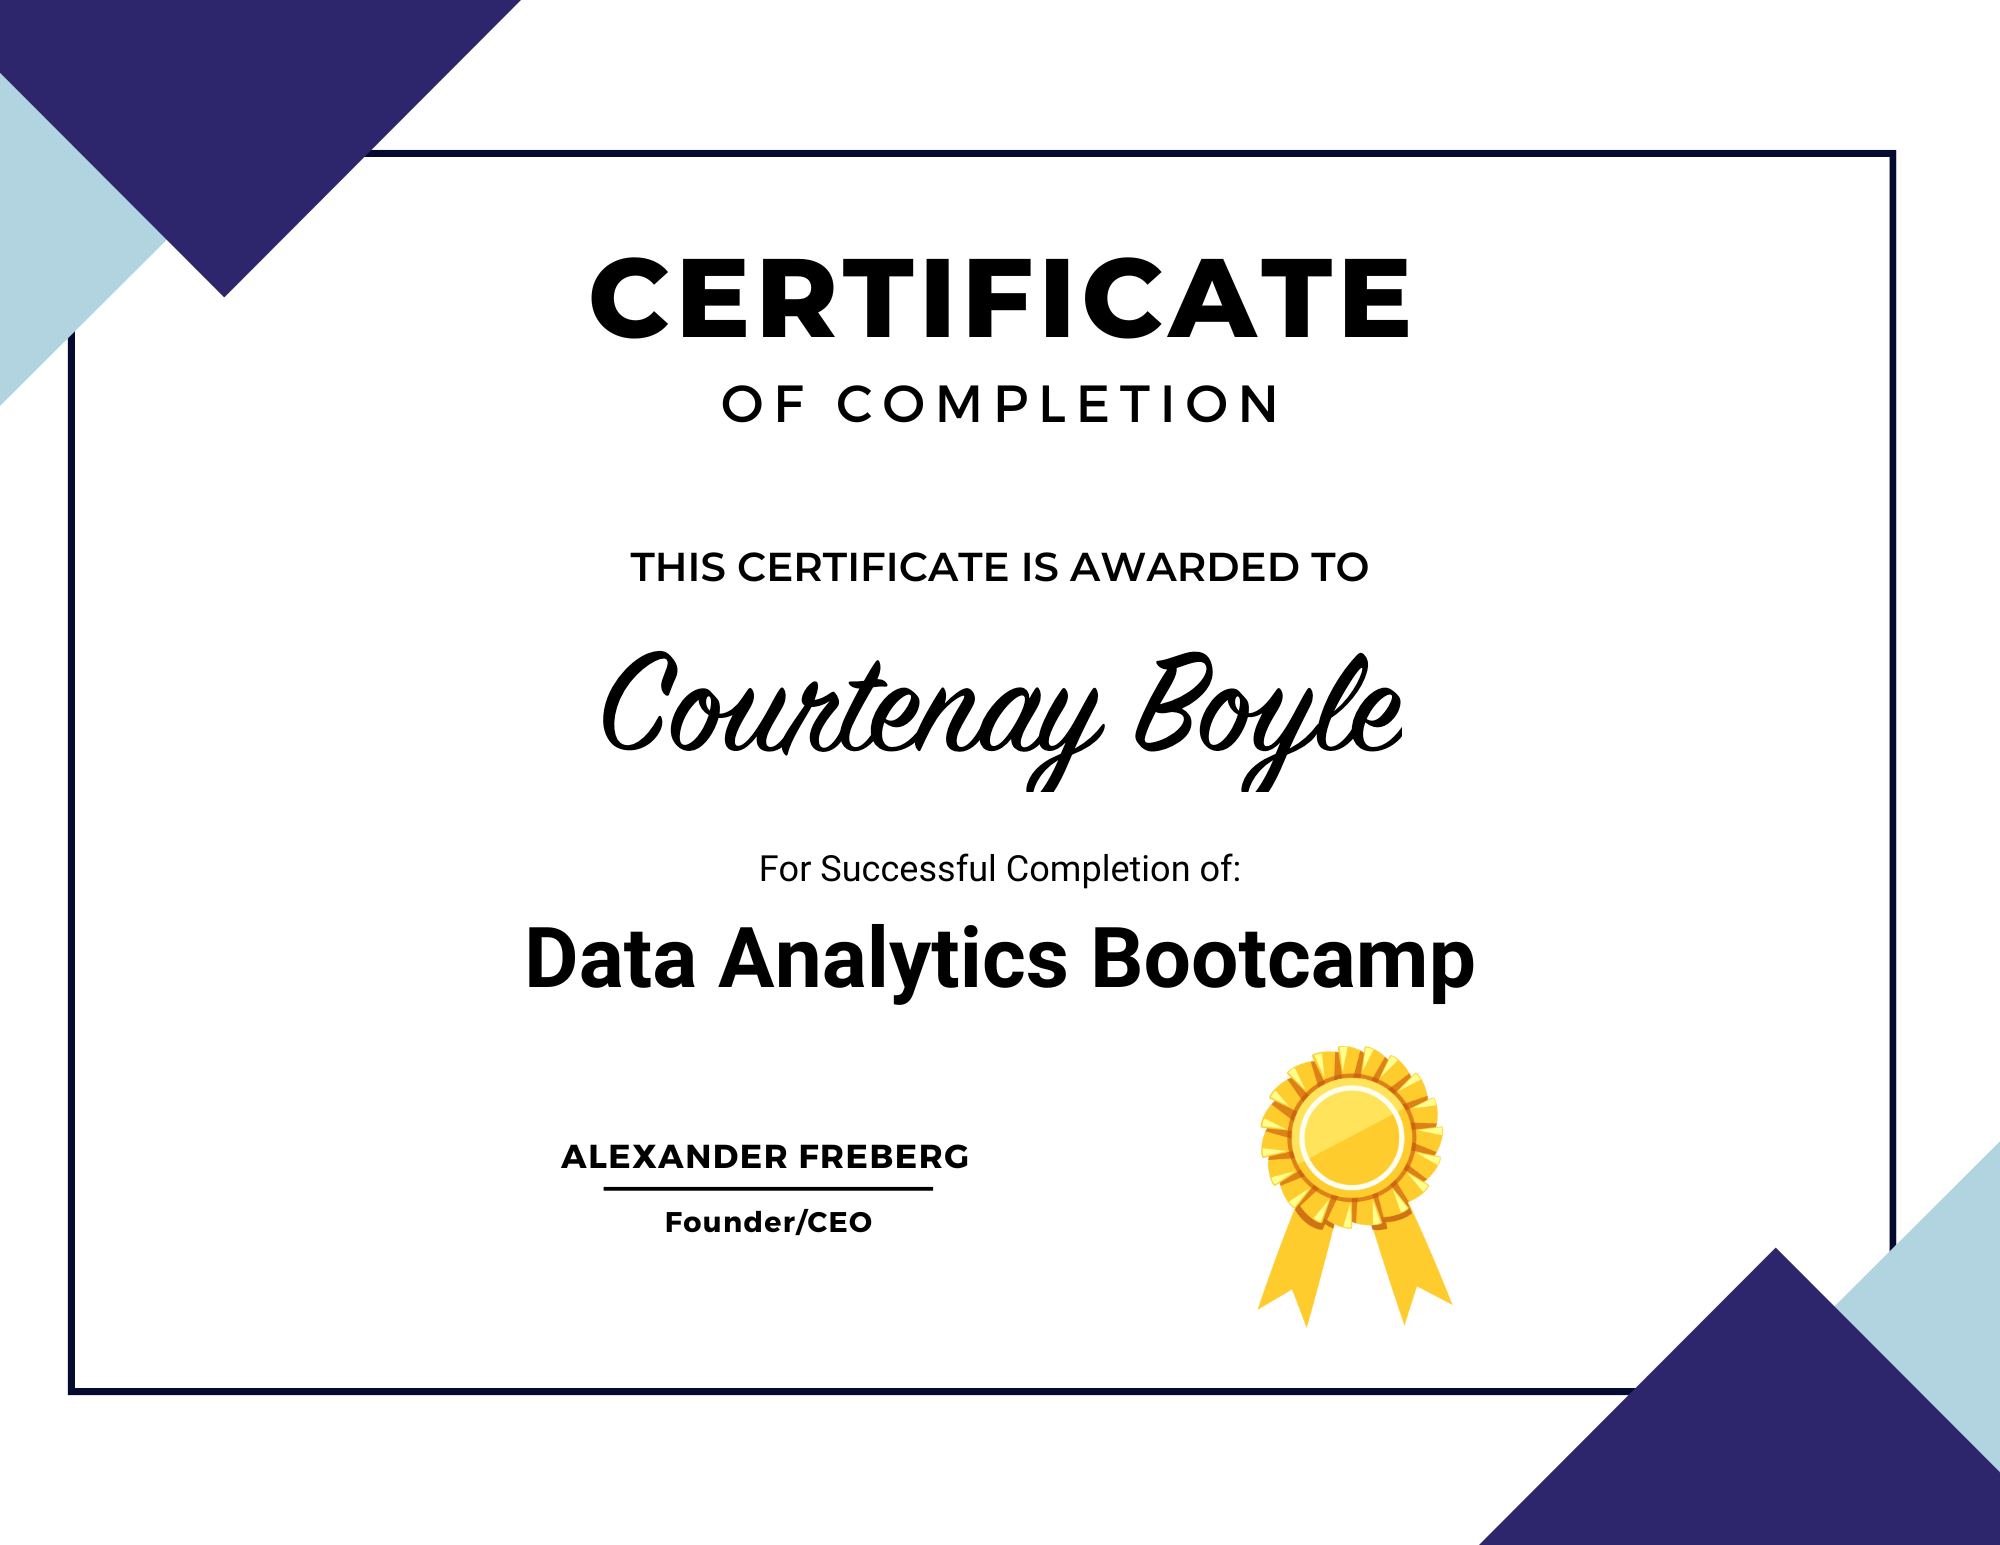 CERTIFICATE
OF COMPLETION
THIS CERTIFICATE IS AWARDED TO
Courtenay Boyle
For Successful Completion of:
Data Analytics Bootcamp
ALEXANDER FREBERG
Founder/CEO